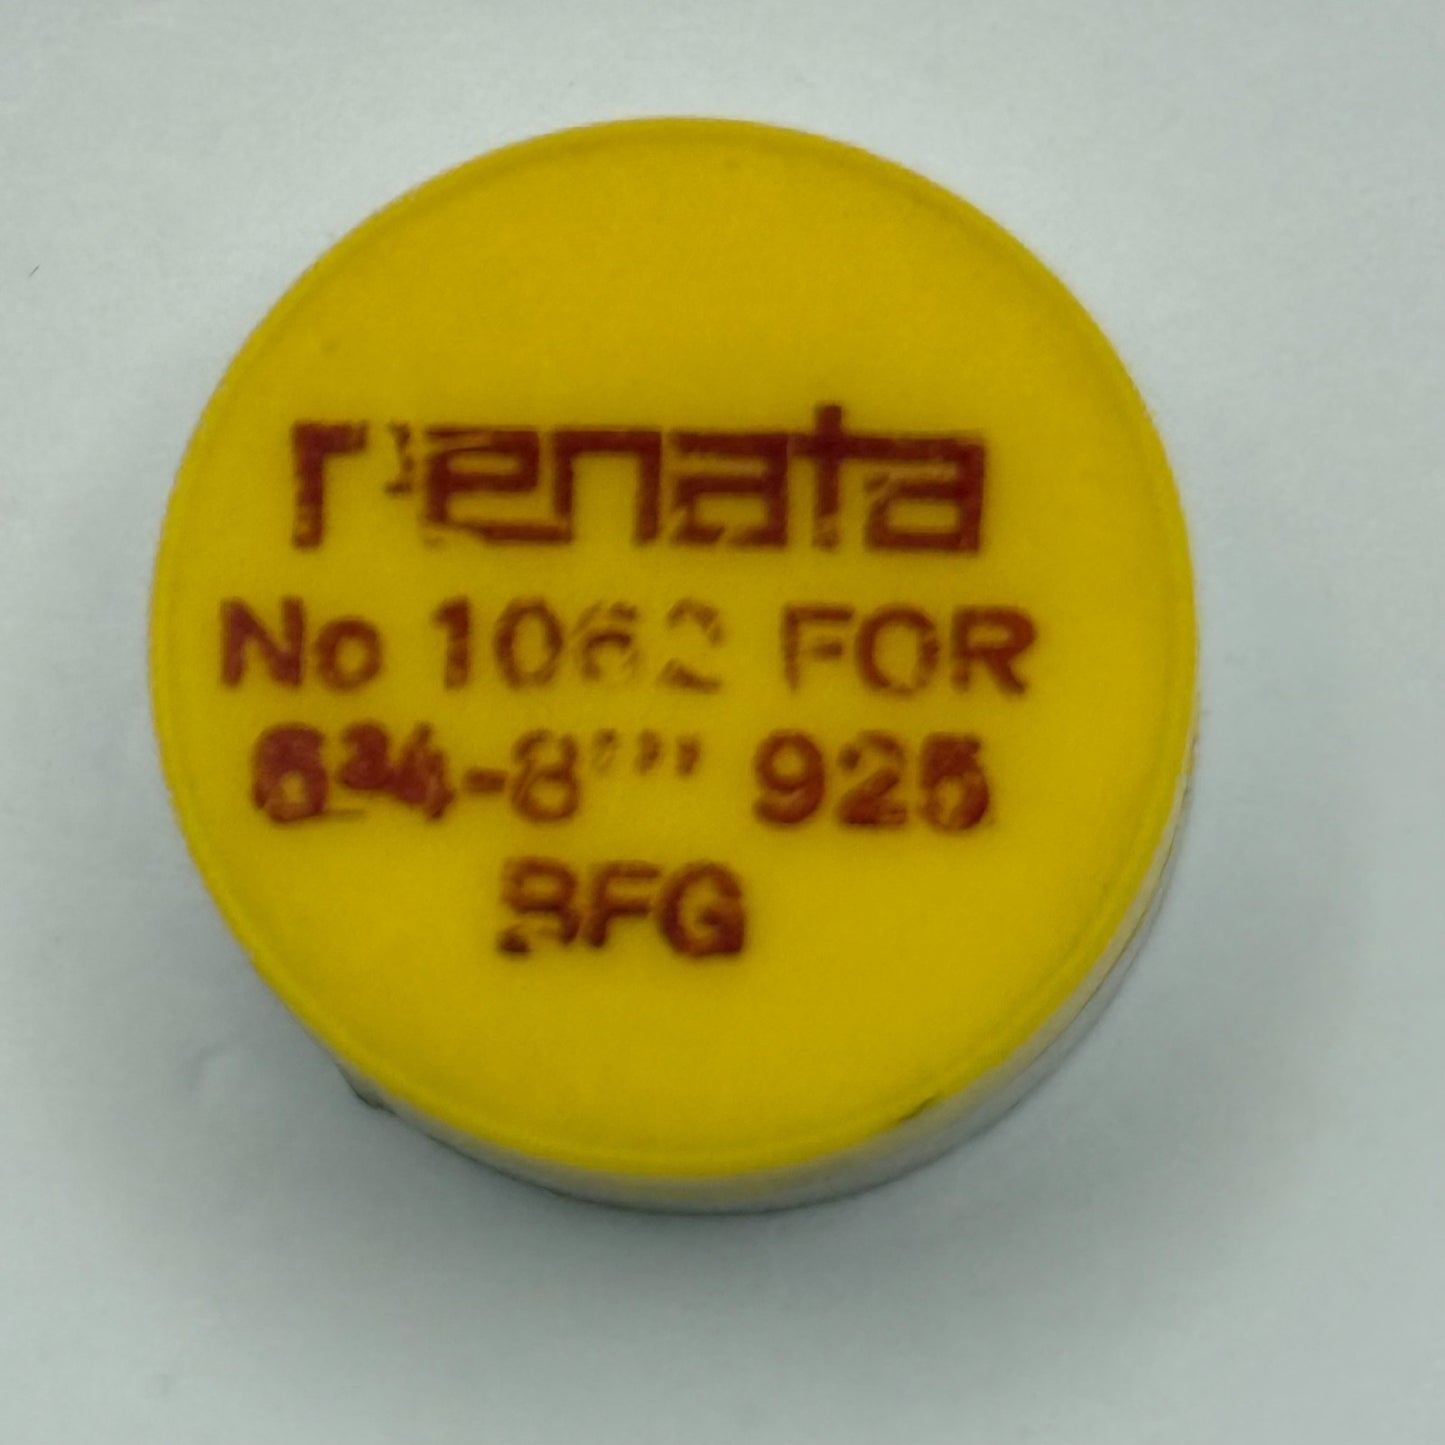 renata
No 1062 FOR
6¾-8''' 925
BFG